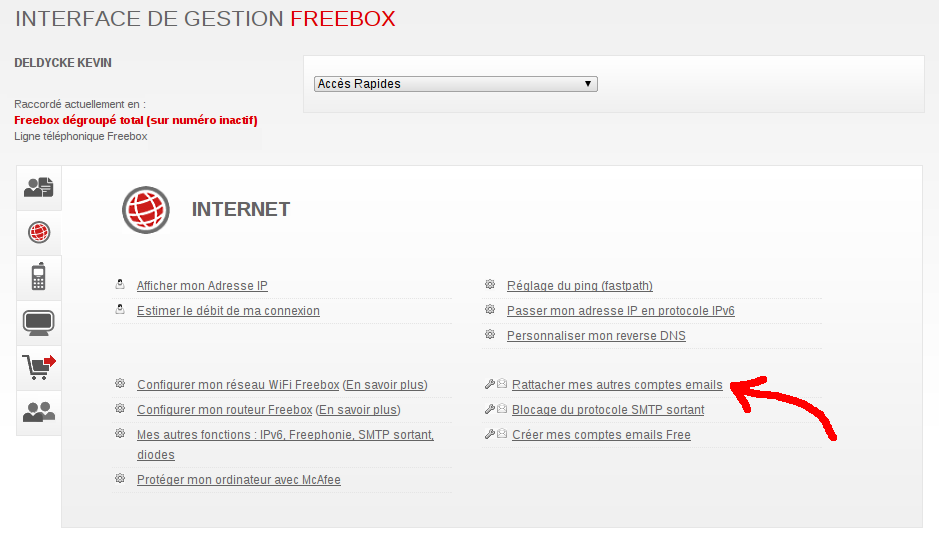 INTERFACE DE GESTION FREEBOX
DELDYCKE KEVIN
Accès Rapides
Raccordé actuellement en :
Freebox dégroupé total (sur numéro inactif)
Ligne téléphonique Freebox
INTERNET
Afficher mon Adresse IP
Estimer le débit de ma connexion
Réglage du ping (fastpath)
Passer mon adresse IP en protocole IPv6
Personnaliser mon reverse DNS
Configurer mon réseau WiFi Freebox (En savoir plus)
Configurer mon routeur Freebox (En savoir plus)
Mes autres fonctions : IPv6, Freephonie, SMTP sortant,
diodes
Protéger mon ordinateur avec McAfee
Rattacher mes autres comptes emails
Blocage du protocole SMTP sortant
Créer mes comptes emails Free